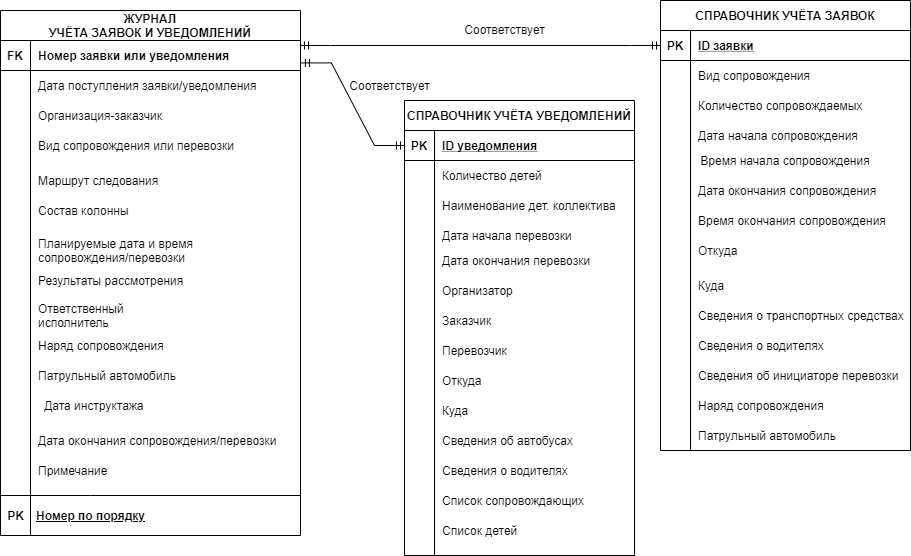 ЖУРНАЛ
УЧЁТА ЗАЯВОК И УВЕДОМЛЕНИЙ
FK Номер заявки или уведомления
Дата поступления заявки/уведомления
Организация-заказчик
Вид сопровождения или перевозки
Маршрут следования
Состав колонны
Планируемые дата и время
сопровождения/перевозки
Результаты рассмотрения
Ответственный
исполнитель
Наряд сопровождения
Патрульный автомобиль
Дата инструктажа
Дата окончания сопровождения/перевозки
Примечание
PK Номер по порядку
Соответствует
Соответствует
СПРАВОЧНИК УЧЁТА УВЕДОМЛЕНИЙ
PK ID уведомления
Количество детей
Наименование дет. коллектива
Дата начала перевозки
Дата окончания перевозки
Организатор
Заказчик
Перевозчик
Откуда
Куда
Сведения об автобусах
Сведения о водителях
Список сопровождающих
Список детей
СПРАВОЧНИК УЧЁТА ЗАЯВОК
PK ID заявки
Вид сопровождения
Количество сопровождаемых
Дата начала сопровождения
Время начала сопровождения
Дата окончания сопровождения
Время окончания сопровождения
Откуда
Куда
Сведения о транспортных средствах
Сведения о водителях
Сведения об инициаторе перевозки
Наряд сопровождения
Патрульный автомобиль